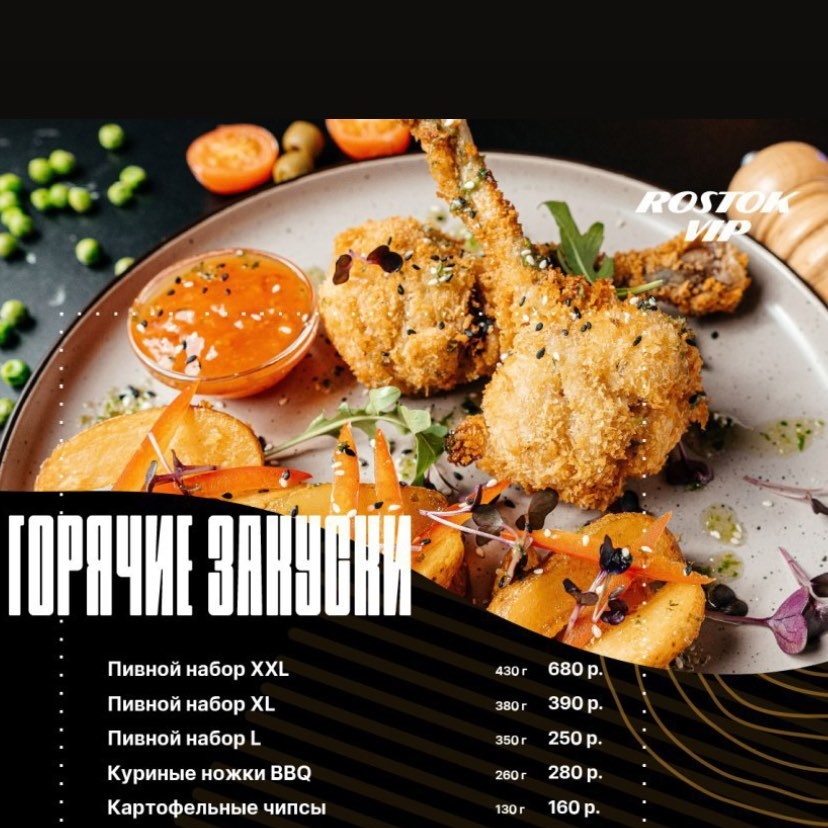 ROSTOK
VIP
ГОРЯЧИЕ ЗАКУСКИ
Пивной набор XXL 430 г 680 р.
Пивной набор XL 380 г 390 р.
Пивной набор L 350 г 250 р.
Куриные ножки BBQ 260 г 280 р.
Картофельные чипсы 130 г 160 р.